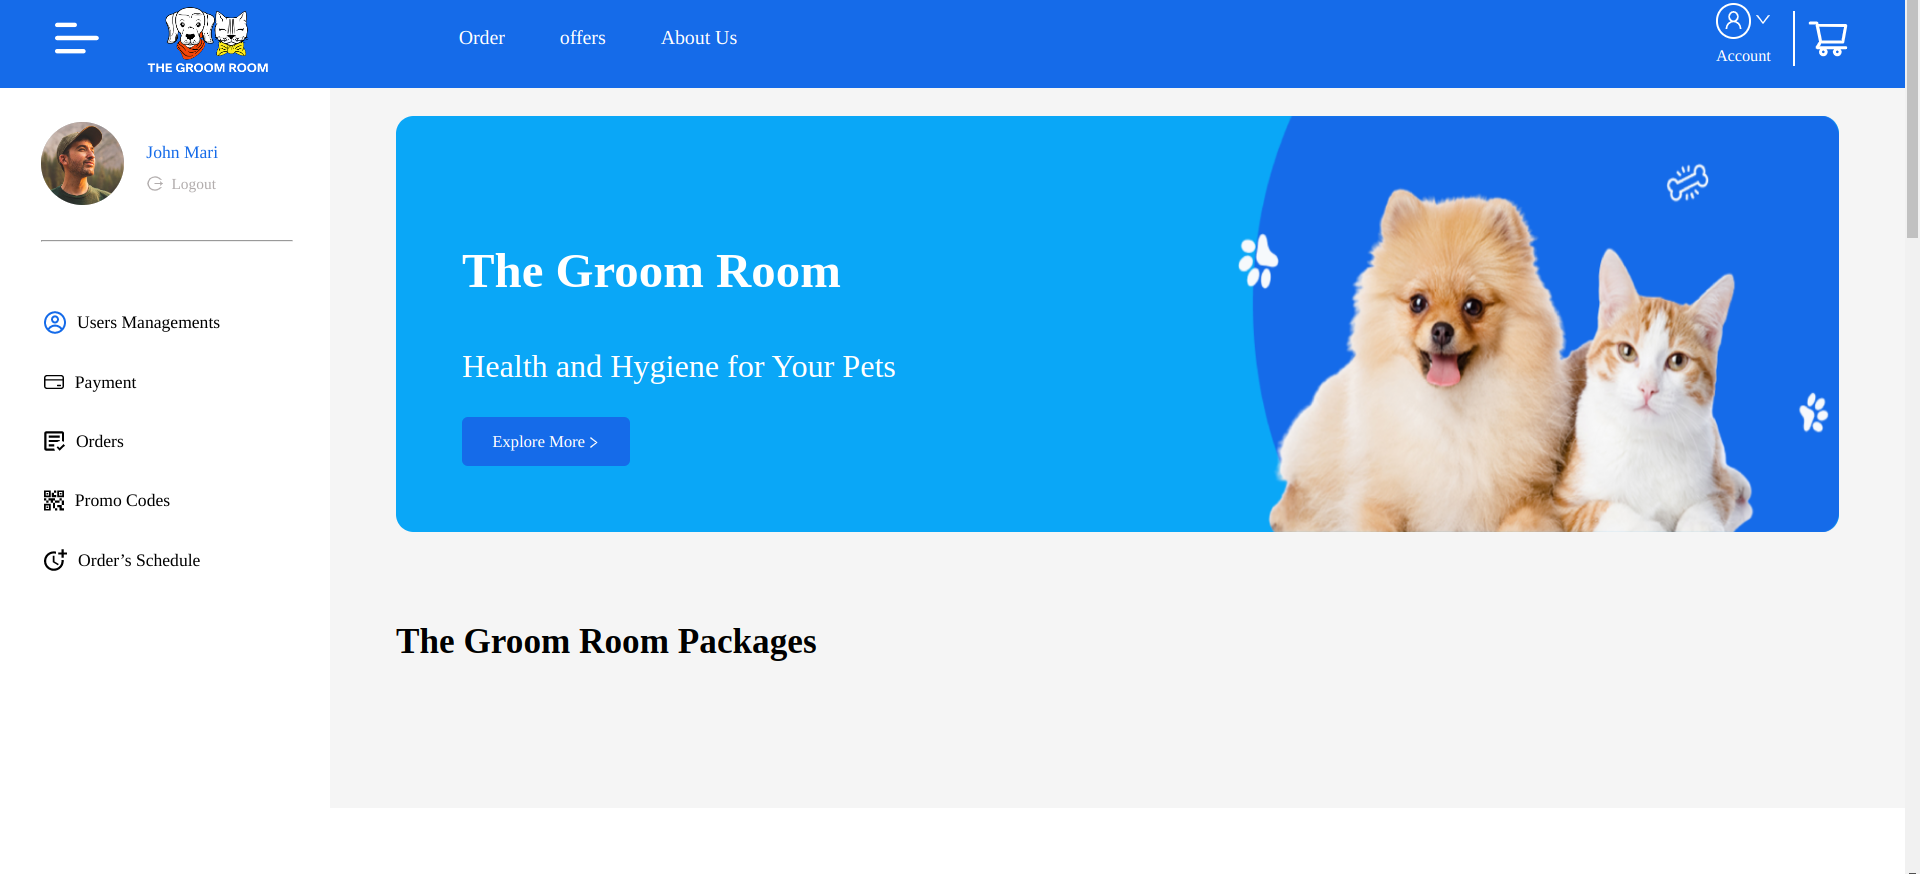 THE GROOM ROOM
Order
offers
About Us
Account
John Mari
Logout
Users Managements
Payment
Orders
Promo Codes
Order’s Schedule
The Groom Room
Health and Hygiene for Your Pets
Explore More >
The Groom Room Packages